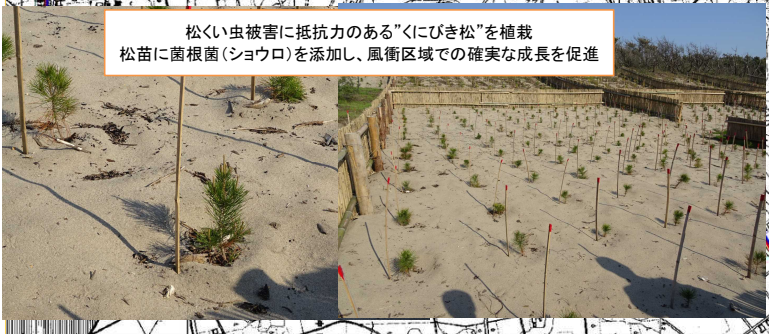 松くい虫被害に抵抗力のある”くにびき松”を植栽
松苗に菌根菌(ショウロ)を添加し、風衝区域での確実な成長を促進